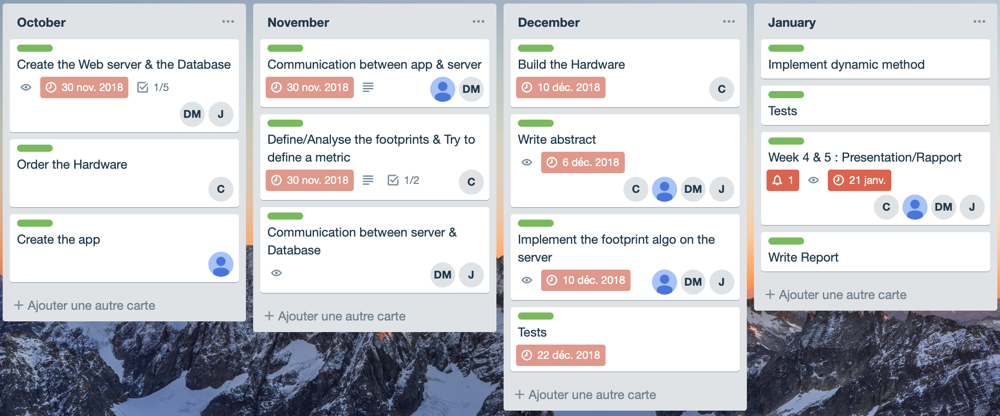 October
Create the Web server & the Database
30 nov. 2018
1/5
DM
J
Order the Hardware
C
Create the app
+ Ajouter une autre carte
November
Communication between app & server
30 nov. 2018
DM
Define/Analyse the footprints & Try to
define a metric
30 nov. 2018
1/2
C
Communication between server &
Database
DM
J
+ Ajouter une autre carte
December
Build the Hardware
10 déc. 2018
C
Write abstract
6 déc. 2018
C
DM
J
Implement the footprint algo on the
server
10 déc. 2018
DM
J
Tests
22 déc. 2018
+ Ajouter une autre carte
January
Implement dynamic method
Tests
Week 4 & 5 : Presentation/Rapport
1
21 janv.
C
DM
J
Write Report
+ Ajouter une autre carte